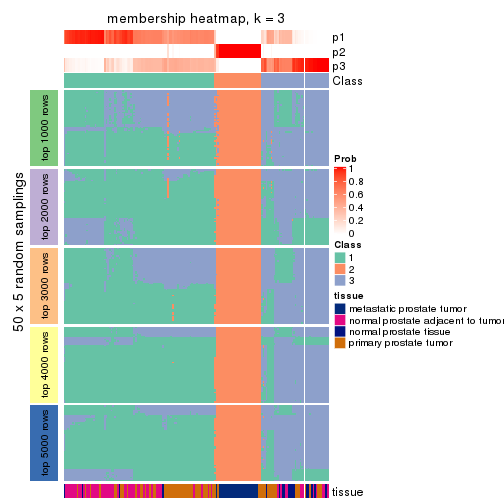 membership heatmap, k = 3
p1
p2
p3
Class
50 x 5 random samplings
top 1000 rows
top 2000 rows
top 3000 rows
top 4000 rows
top 5000 rows
Prob
1
0.8
0.6
0.4
0.2
0
Class
1
2
3
tissue
metastatic prostate tumor
normal prostate adjacent to tumor
normal prostate tissue
primary prostate tumor
tissue